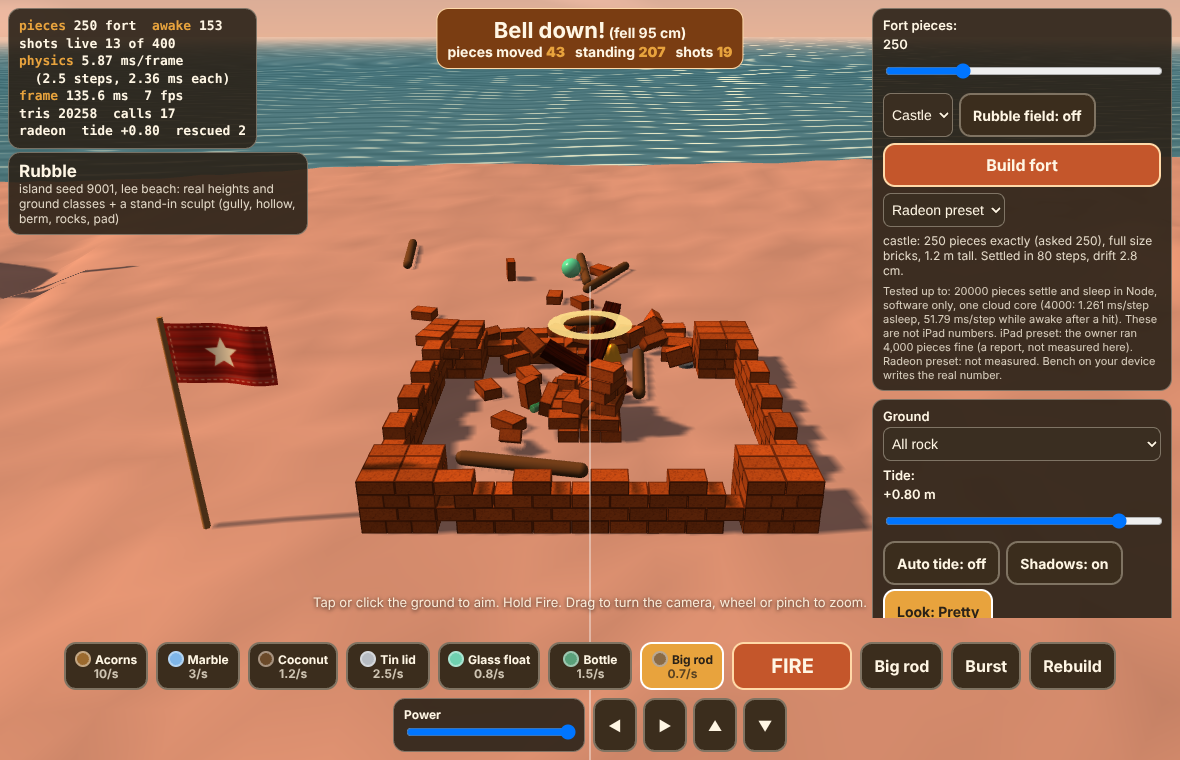 pieces 250 fort awake 153
shots live 13 of 400
physics 5.87 ms/frame
(2.5 steps, 2.36 ms each)
frame 135.6 ms 7 fps
tris 20258 calls 17
radeon tide +0.80 rescued 2
Rubble
island seed 9001, lee beach: real heights and
ground classes + a stand-in sculpt (gully, hollow,
berm, rocks, pad)
Bell down! (fell 95 cm)
pieces moved 43 standing 207 shots 19
Fort pieces:
250
Castle
Rubble field: off
Build fort
Radeon preset
castle: 250 pieces exactly (asked 250), full size
bricks, 1.2 m tall. Settled in 80 steps, drift 2.8
cm.
Tested up to: 20000 pieces settle and sleep in Node,
software only, one cloud core (4000: 1.261 ms/step
asleep, 51.79 ms/step while awake after a hit). These
are not iPad numbers. iPad preset: the owner ran
4,000 pieces fine (a report, not measured here).
Radeon preset: not measured. Bench on your device
writes the real number.
Ground
All rock
Tide:
+0.80 m
Auto tide: off
Shadows: on
Look: Pretty
Tap or click the ground to aim. Hold Fire. Drag to turn the camera, wheel or pinch to zoom.
Acorns
10/s
Marble
3/s
Coconut
1.2/s
Tin lid
2.5/s
Glass float
0.8/s
Bottle
1.5/s
Big rod
0.7/s
FIRE
Big rod
Burst
Rebuild
Power